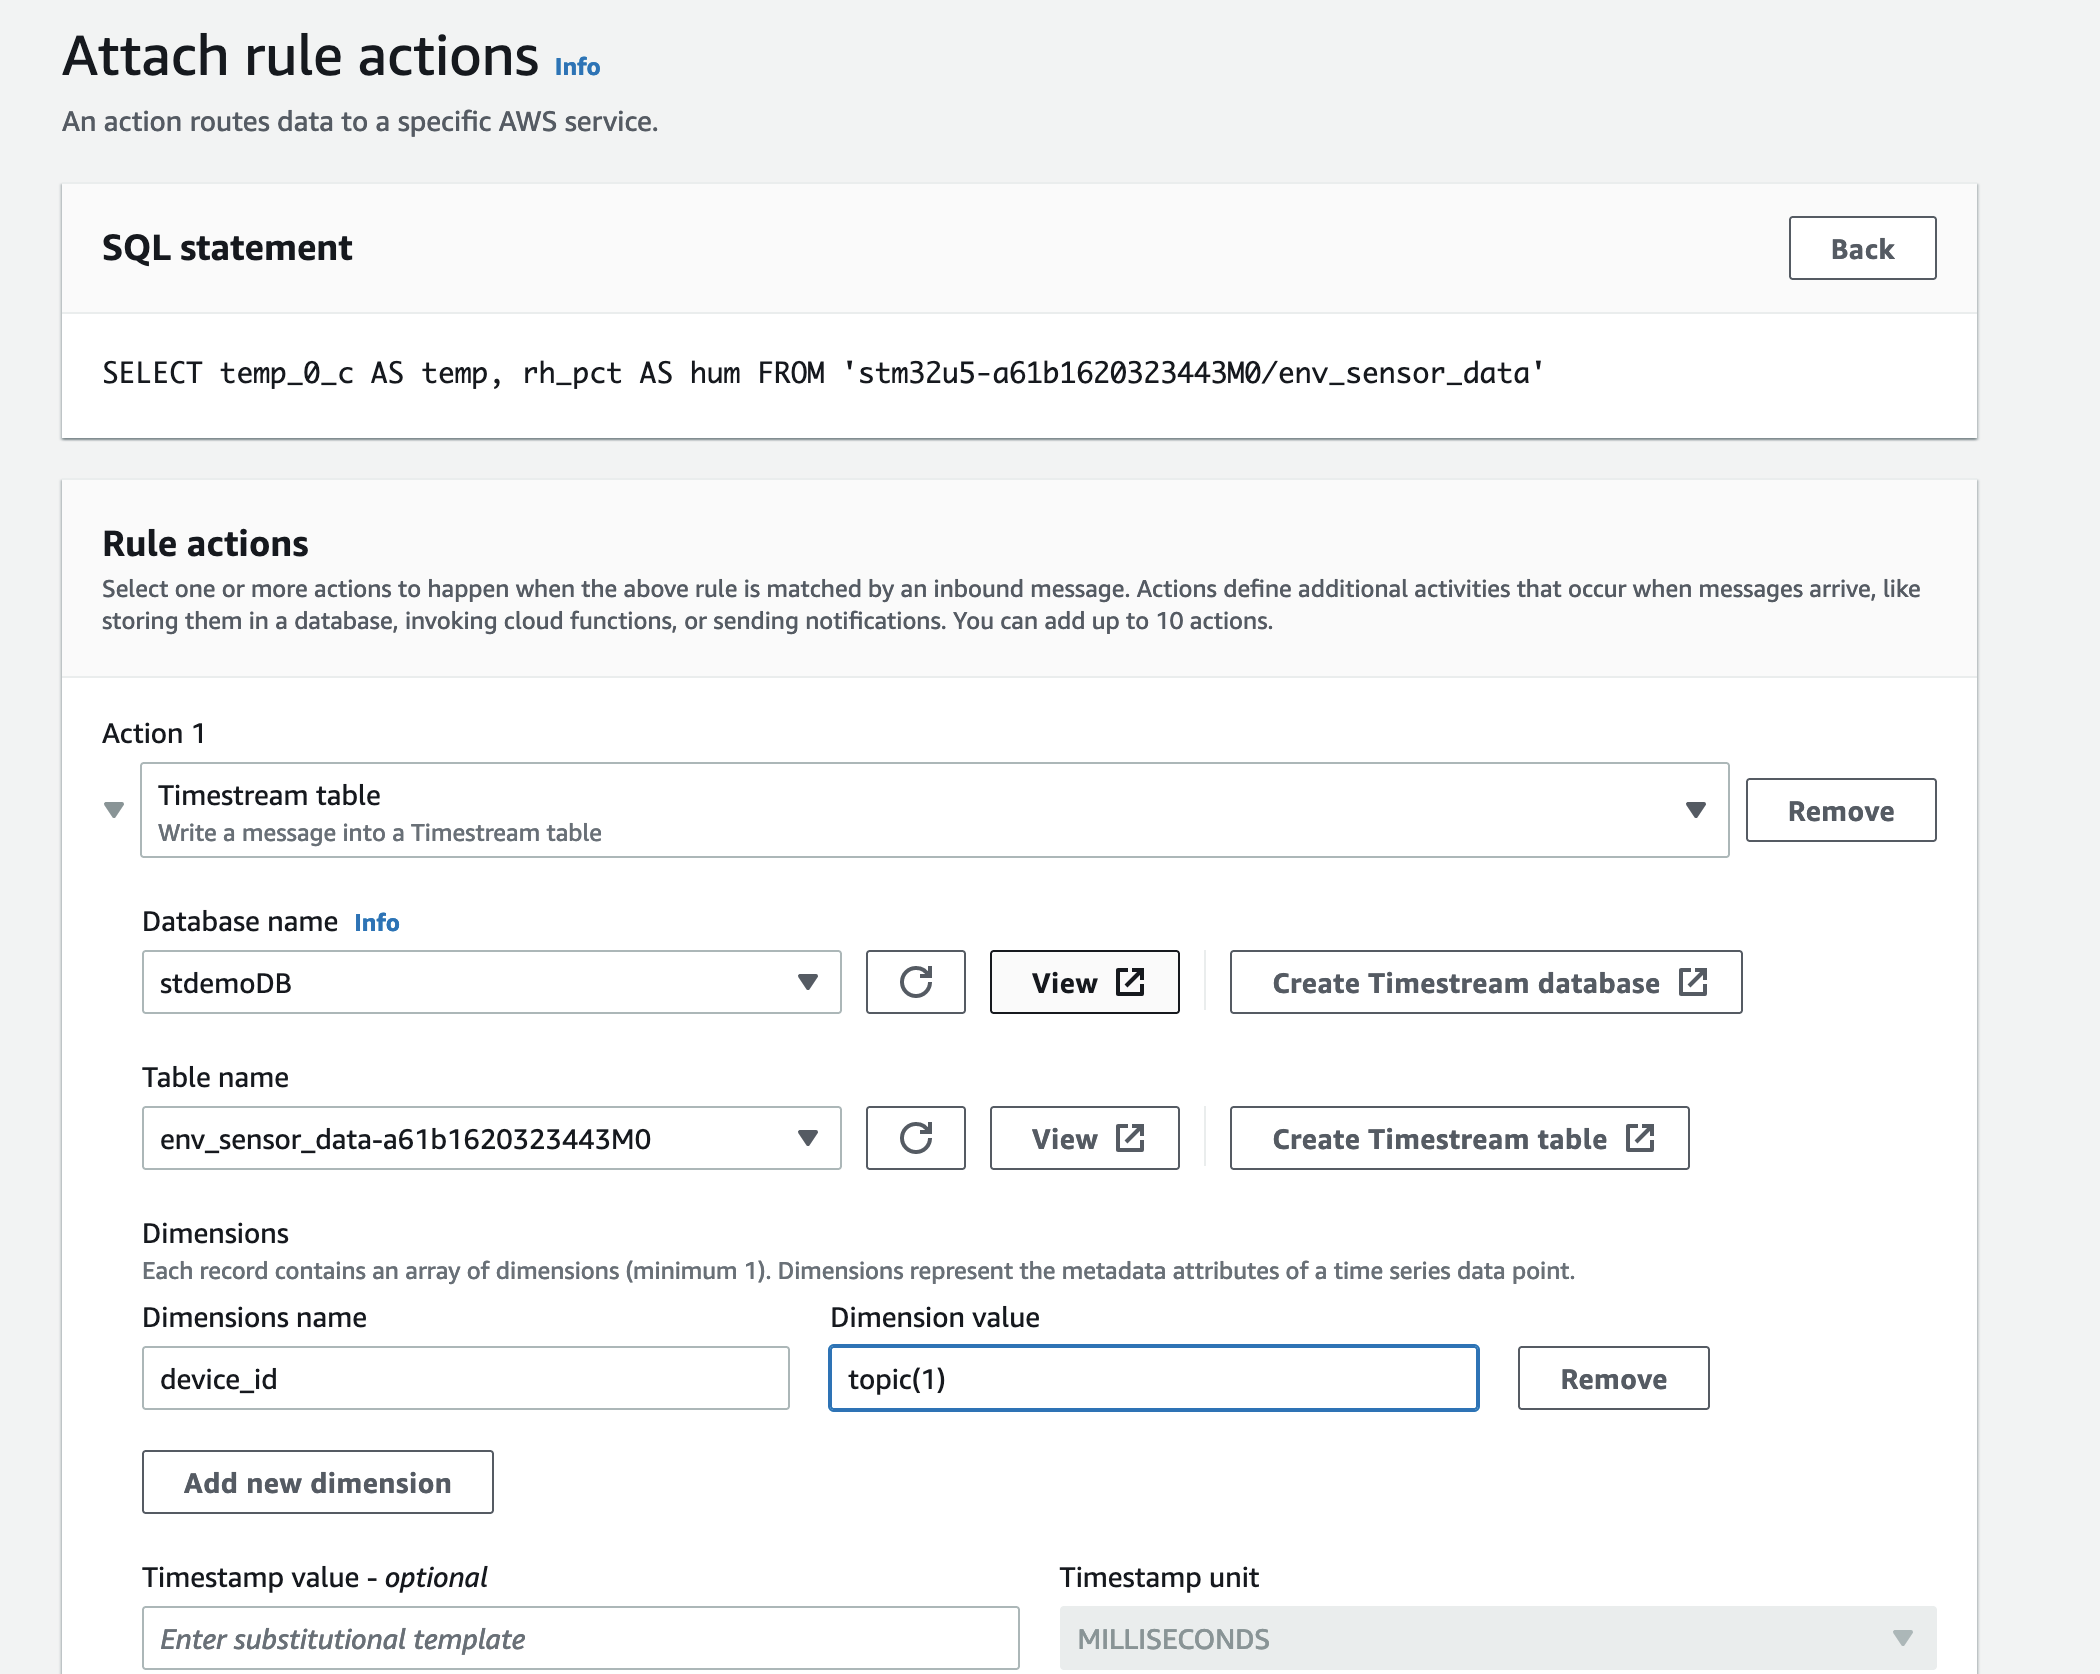 Attach rule actions Info
An action routes data to a specific AWS service.
SQL statement
Back
SELECT temp_0_c AS temp, rh_pct AS hum FROM 'stm32u5-a61b1620323443M0/env_sensor_data'
Rule actions
Select one or more actions to happen when the above rule is matched by an inbound message. Actions define additional activities that occur when messages arrive, like
storing them in a database, invoking cloud functions, or sending notifications. You can add up to 10 actions.
Action 1
Timestream table
Write a message into a Timestream table
Remove
Database name Info
stdemoDB
View
Create Timestream database
Table name
env_sensor_data-a61b1620323443M0
View
Create Timestream table
Dimensions
Each record contains an array of dimensions (minimum 1). Dimensions represent the metadata attributes of a time series data point.
Dimensions name
Dimension value
device_id
topic(1)
Remove
Add new dimension
Timestamp value - optional
Timestamp unit
Enter substitutional template
MILLISECONDS